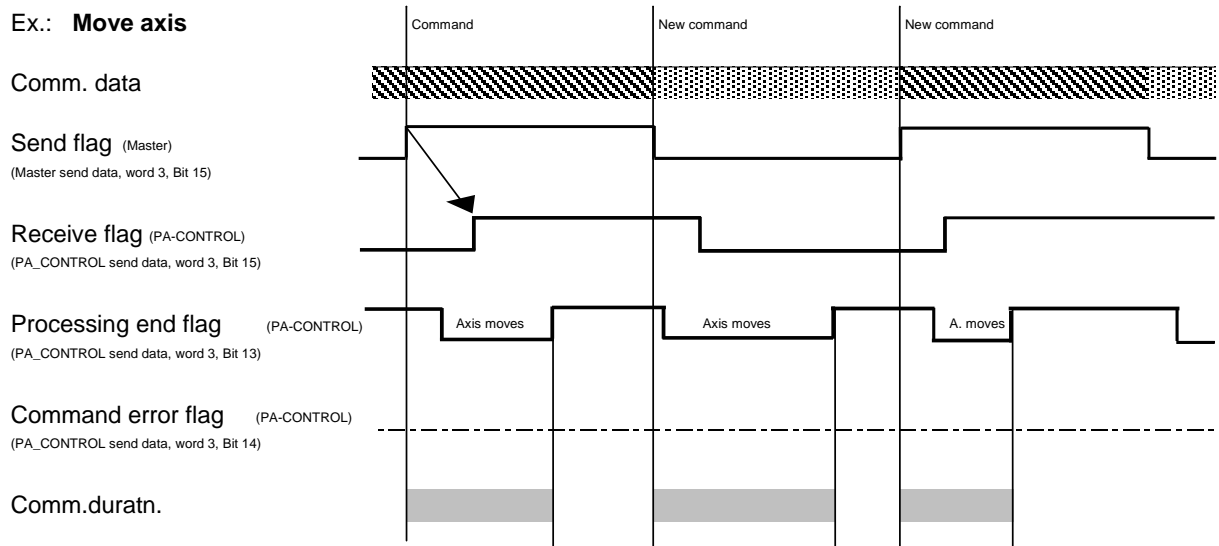 Ex.: Move axis
Command
New command
New command
Comm. data
Send flag (Master)
(Master send data, word 3, Bit 15)
Receive flag (PA-CONTROL)
(PA_CONTROL send data, word 3, Bit 15)
Processing end flag (PA-CONTROL)
Axis moves
Axis moves
A. moves
(PA_CONTROL send data, word 3, Bit 13)
Command error flag (PA-CONTROL)
(PA_CONTROL send data, word 3, Bit 14)
Comm.duratn.